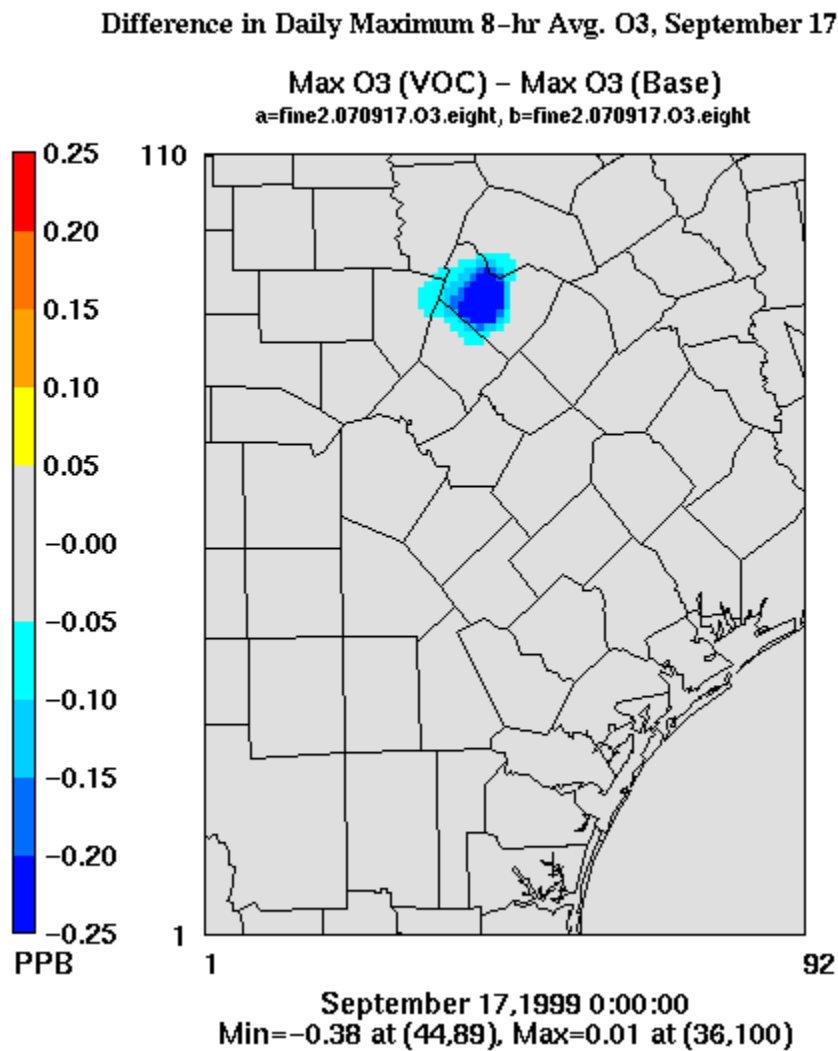 Difference in Daily Maximum 8-hr Avg. O3, September 17
Max O3 (VOC) – Max O3 (Base)
a=fine2.070917.O3.eight, b=fine2.070917.O3.eight
0.25
0.20
0.15
0.10
0.05
−0.00
−0.05
−0.10
−0.15
−0.20
−0.25
PPB
110
1
1
92
September 17,1999 0:00:00
Min=−0.38 at (44,89), Max=0.01 at (36,100)